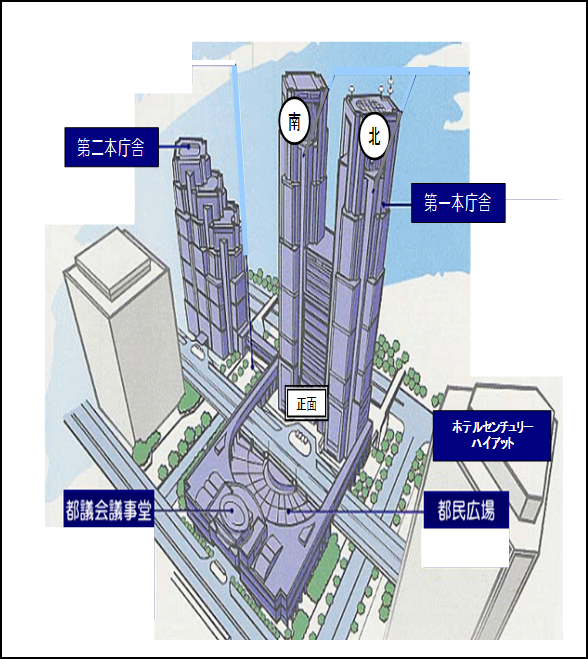 南
北
第二本庁舎
第一本庁舎
正面
ホテルセンチュリー
ハイアット
都議会議事堂
都民広場